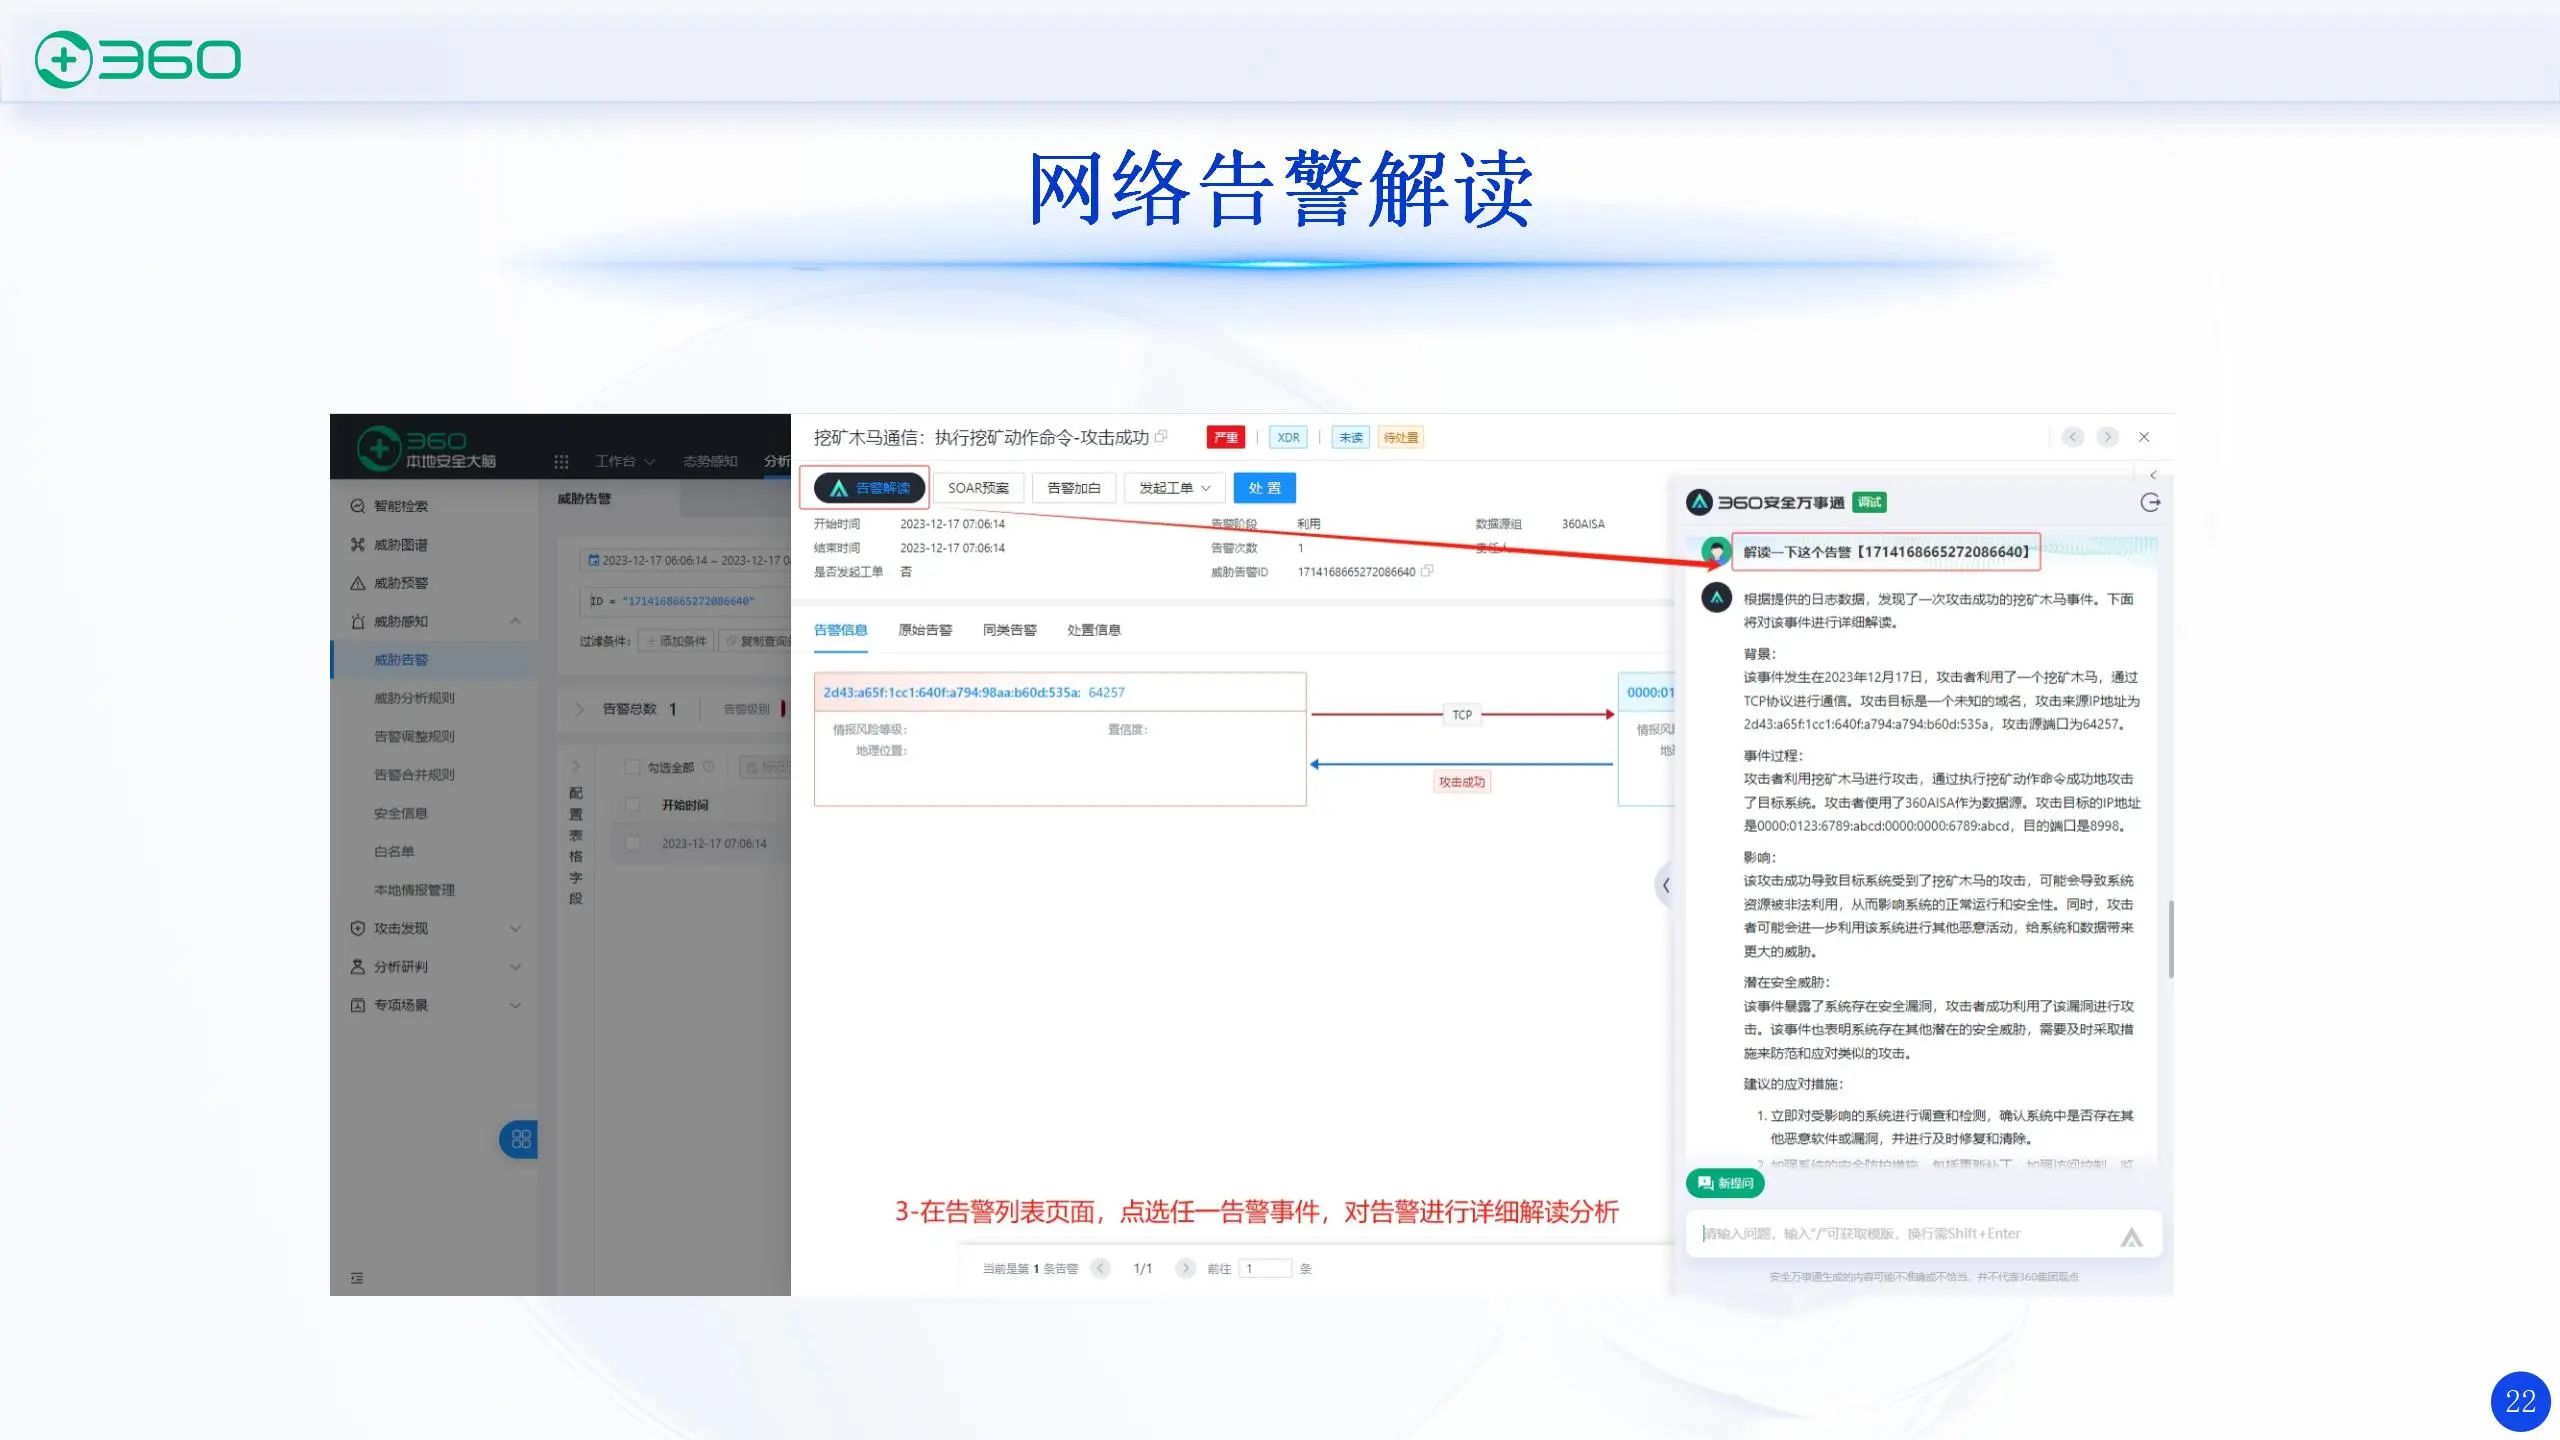 360
网络告警解读
360
本地安全大脑
工作台
态势感知
分析
智能检索
威胁图谱
威胁预警
威胁感知
威胁告警
威胁分析规则
告警调整规则
告警合并规则
安全信息
白名单
本地情报管理
攻击发现
分析研判
专项场景
威胁告警
2023-12-17 06:06:14 ~ 2023-12-17 0
ID = "1714168665272086640"
过滤条件：
+ 添加条件
复制查询
告警总数 1
告警级别
勾选全部
配置表格字段
开始时间
2023-12-17 07:06:14
挖矿木马通信：执行挖矿动作命令-攻击成功
严重
XDR
未读
待处置
告警解读
SOAR预案
告警加白
发起工单
处 置
开始时间 2023-12-17 07:06:14 告警阶段 利用 数据源组 360AISA
结束时间 2023-12-17 07:06:14 告警次数 1 责任人
是否发起工单 否 威胁告警ID 1714168665272086640
告警信息 原始告警 同类告警 处置信息
2d43:a65f:1cc1:640f:a794:98aa:b60d:535a: 64257
情报风险等级： 置信度：
地理位置：
TCP
攻击成功
0000:01
情报风
地
3-在告警列表页面，点选任一告警事件，对告警进行详细解读分析
当前是第 1 条告警 1/1 前往 1 条
360安全万事通 调试
解读一下这个告警【1714168665272086640】
根据提供的日志数据，发现了一次攻击成功的挖矿木马事件。下面
将对该事件进行详细解读。
背景：
该事件发生在2023年12月17日，攻击者利用了一个挖矿木马，通过
TCP协议进行通信。攻击目标是一个未知的域名，攻击来源IP地址为
2d43:a65f:1cc1:640f:a794:a794:b60d:535a，攻击源端口为64257。
事件过程：
攻击者利用挖矿木马进行攻击，通过执行挖矿动作命令成功地攻击
了目标系统。攻击者使用了360AISA作为数据源。攻击目标的IP地址
是0000:0123:6789:abcd:0000:0000:6789:abcd，目的端口是8998。
影响：
该攻击成功导致目标系统受到了挖矿木马的攻击，可能会导致系统
资源被非法利用，从而影响系统的正常运行和安全性。同时，攻击
者可能会进一步利用该系统进行其他恶意活动，给系统和数据带来
更大的威胁。
潜在安全威胁：
该事件暴露了系统存在安全漏洞，攻击者成功利用了该漏洞进行攻
击。该事件也表明系统存在其他潜在的安全威胁，需要及时采取措
施来防范和应对类似的攻击。
建议的应对措施：
1. 立即对受影响的系统进行调查和检测，确认系统中是否存在其
他恶意软件或漏洞，并进行及时修复和清除。
2. 加强系统的安全防护措施，包括更新补丁、加强访问控制、监
新提问
请输入问题，输入"/"可获取模版，换行需Shift+Enter
安全万事通生成的内容可能不准确或不恰当，并不代表360集团观点
22